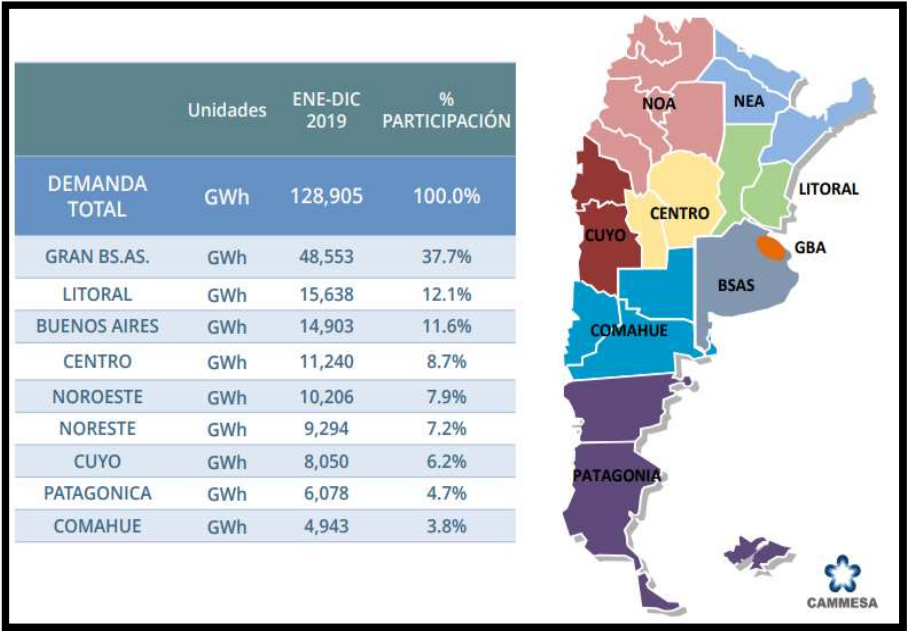 Unidades ENE-DIC 2019 % PARTICIPACIÓN
DEMANDA TOTAL GWh 128,905 100.0%
GRAN BS.AS. GWh 48,553 37.7%
LITORAL GWh 15,638 12.1%
BUENOS AIRES GWh 14,903 11.6%
CENTRO GWh 11,240 8.7%
NOROESTE GWh 10,206 7.9%
NORESTE GWh 9,294 7.2%
CUYO GWh 8,050 6.2%
PATAGONICA GWh 6,078 4.7%
COMAHUE GWh 4,943 3.8%
NOA
NEA
LITORAL
CENTRO
CUYO
GBA
BSAS
COMAHUE
PATAGONIA
CAMMESA